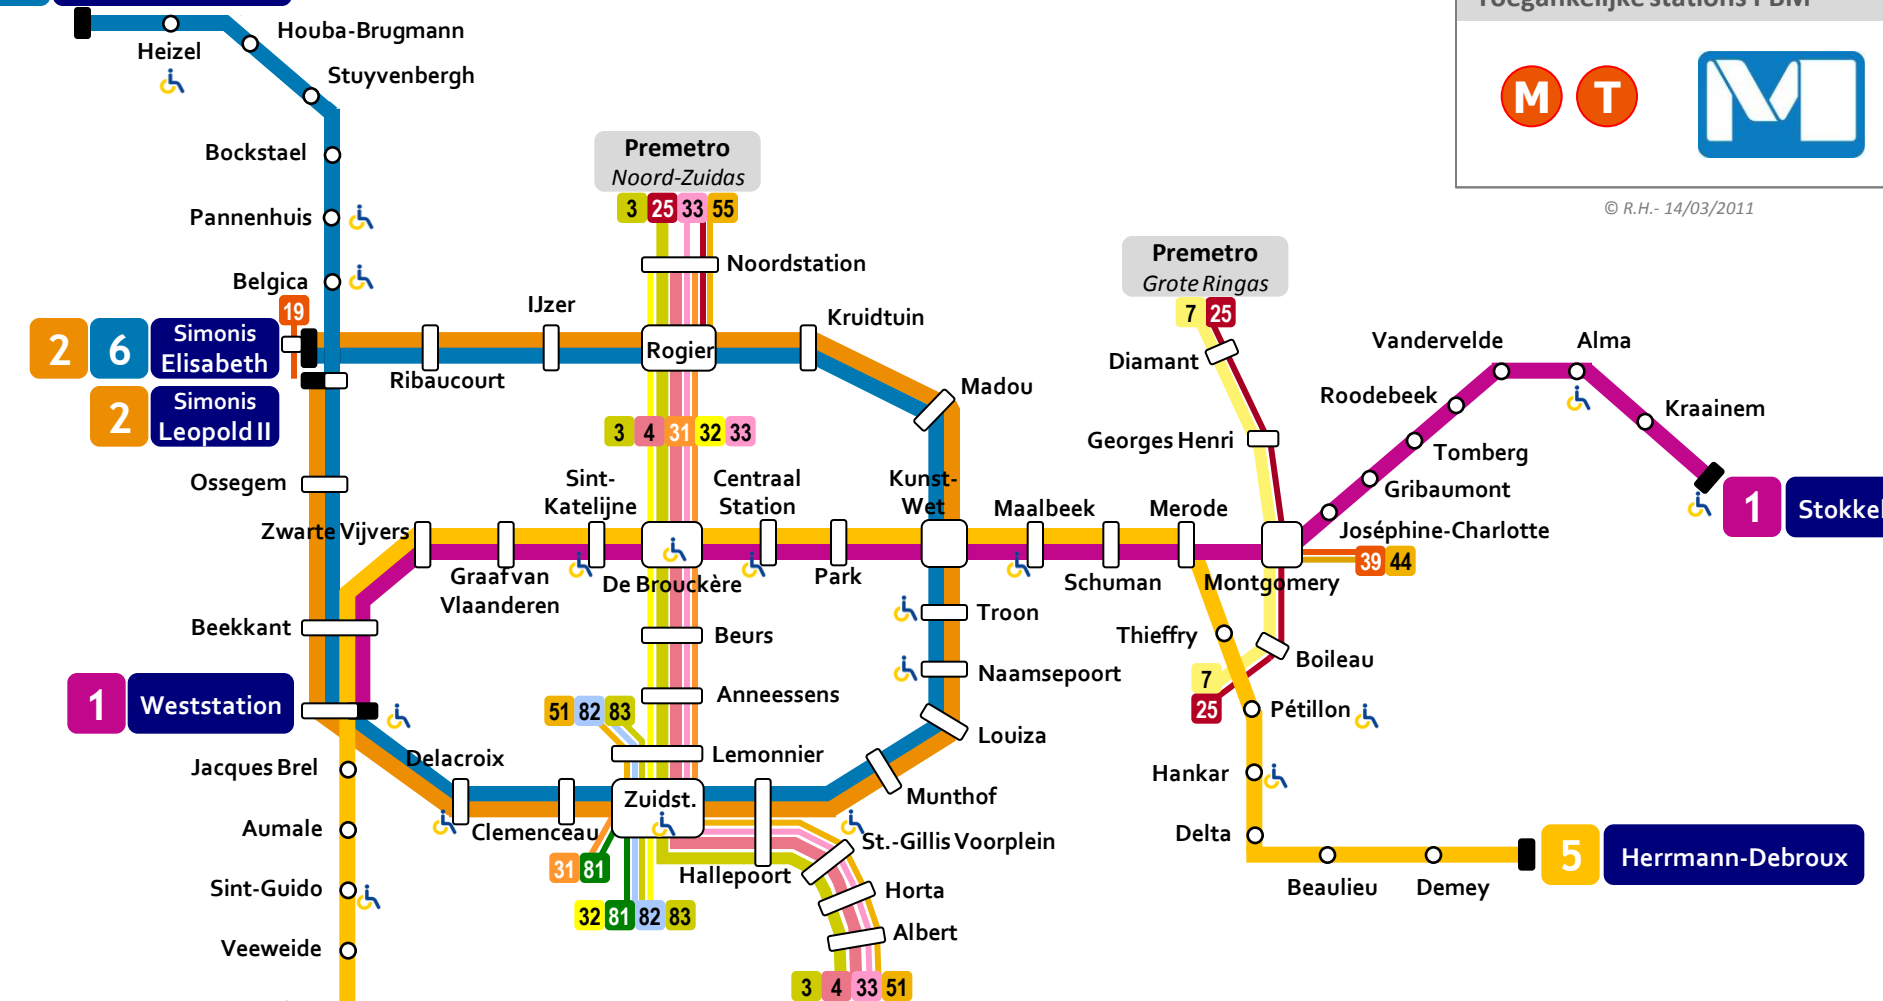 Toegankelijke stations PBM
M T
© R.H.- 14/03/2011
Heizel
Houba-Brugmann
Stuyvenbergh
Bockstael
Pannenhuis
Belgica
19
2 6 Simonis
Elisabeth
2 Simonis
Leopold II
Ossegem
Zwarte Vijvers
Beekkant
1 Weststation
Jacques Brel
Aumale
Sint-Guido
Veeweide
Premetro
Noord-Zuidas
3 25 33 55
Noordstation
IJzer
Ribaucourt
Rogier
Kruidtuin
Madou
3 4 31 32 33
Sint-
Katelijne
Centraal
Station
Kunst-
Wet
Maalbeek
Merode
Graaf van
Vlaanderen
De Brouckère
Park
Schuman
Montgomery
Troon
Beurs
Naamsepoort
Anneessens
51 82 83
Louiza
Lemonnier
Delacroix
Munthof
Zuidst.
Clemenceau
St.-Gillis Voorplein
31 81
Hallepoort
Horta
32 81 82 83
Albert
3 4 33 51
Premetro
Grote Ringas
7 25
Diamant
Georges Henri
Vandervelde
Alma
Roodebeek
Kraainem
Tomberg
Gribaumont
1 Stokkel
Joséphine-Charlotte
39 44
Thieffry
Boileau
7
25
Pétillon
Hankar
Delta
5 Herrmann-Debroux
Beaulieu
Demey